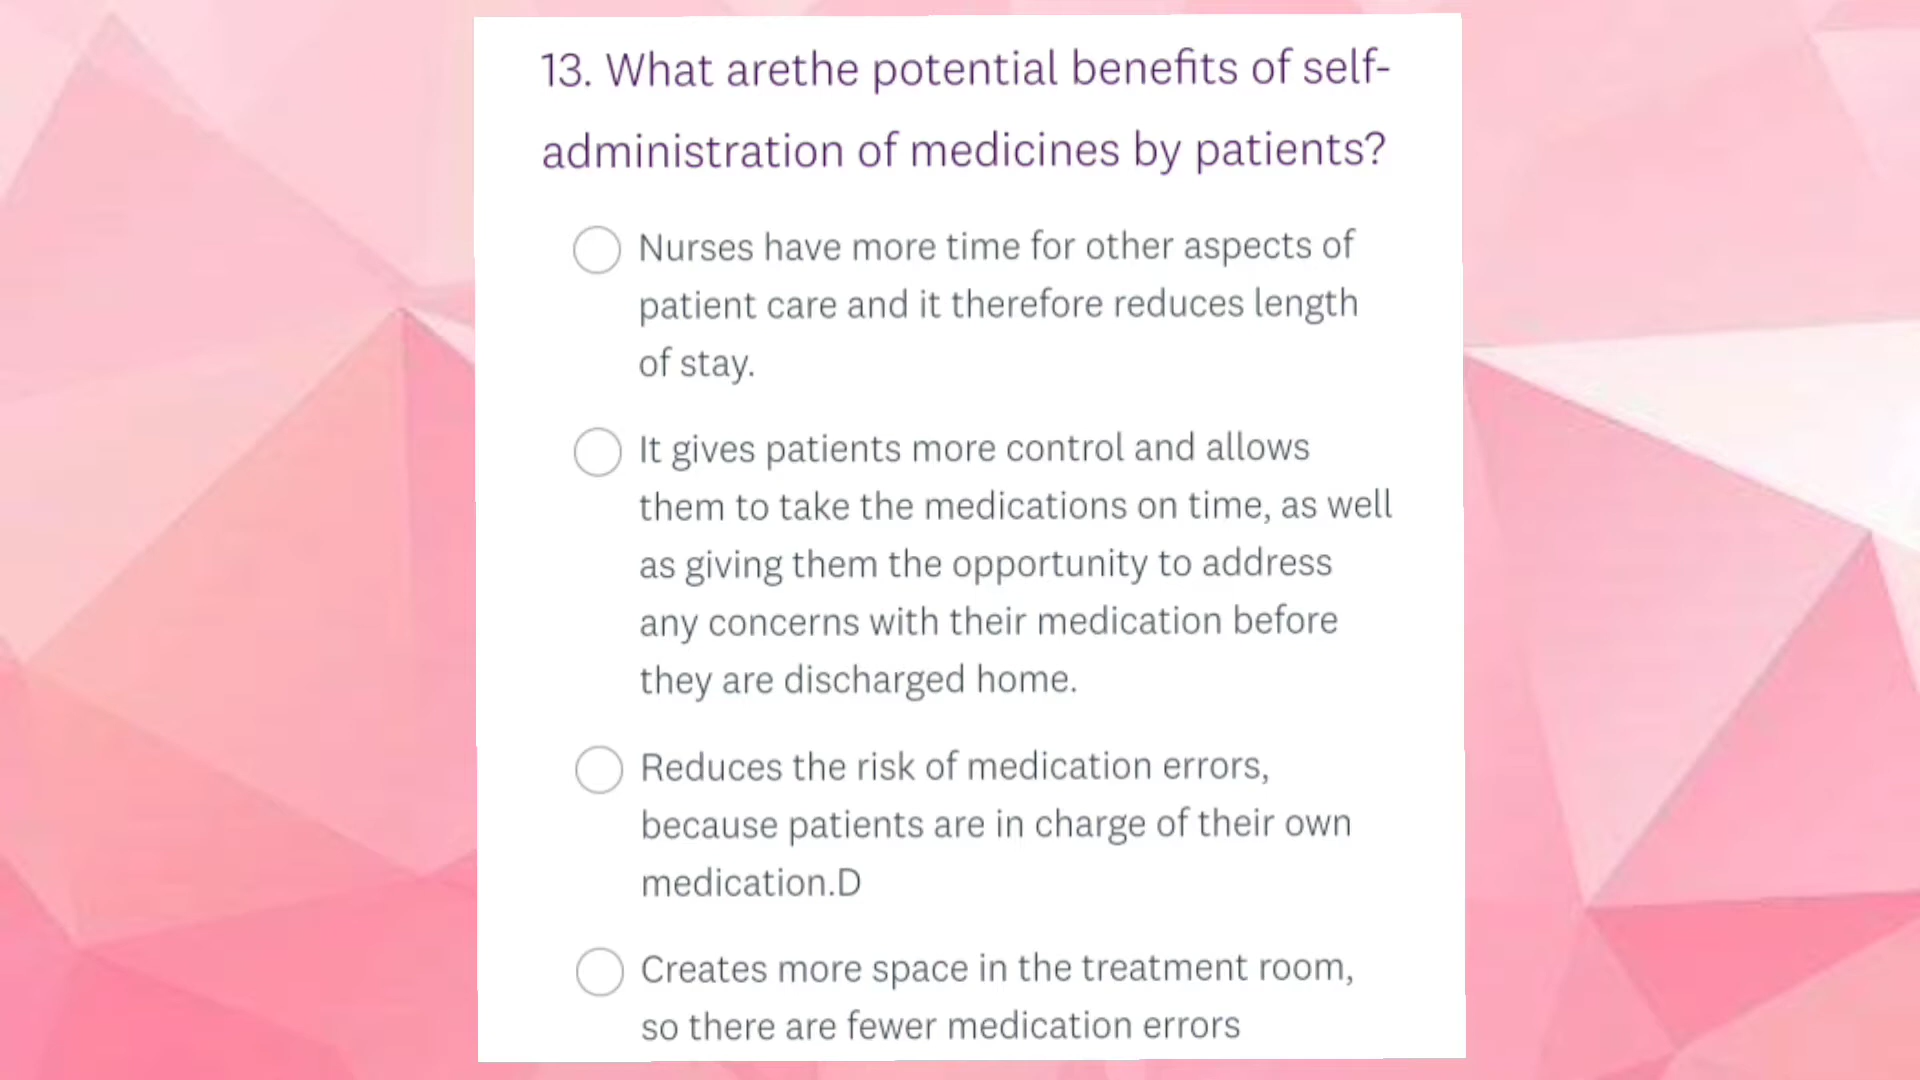 13. What arethe potential benefits of self-
administration of medicines by patients?
Nurses have more time for other aspects of
patient care and it therefore reduces length
of stay.
It gives patients more control and allows
them to take the medications on time, as well
as giving them the opportunity to address
any concerns with their medication before
they are discharged home.
Reduces the risk of medication errors,
because patients are in charge of their own
medication.D
Creates more space in the treatment room,
so there are fewer medication errors